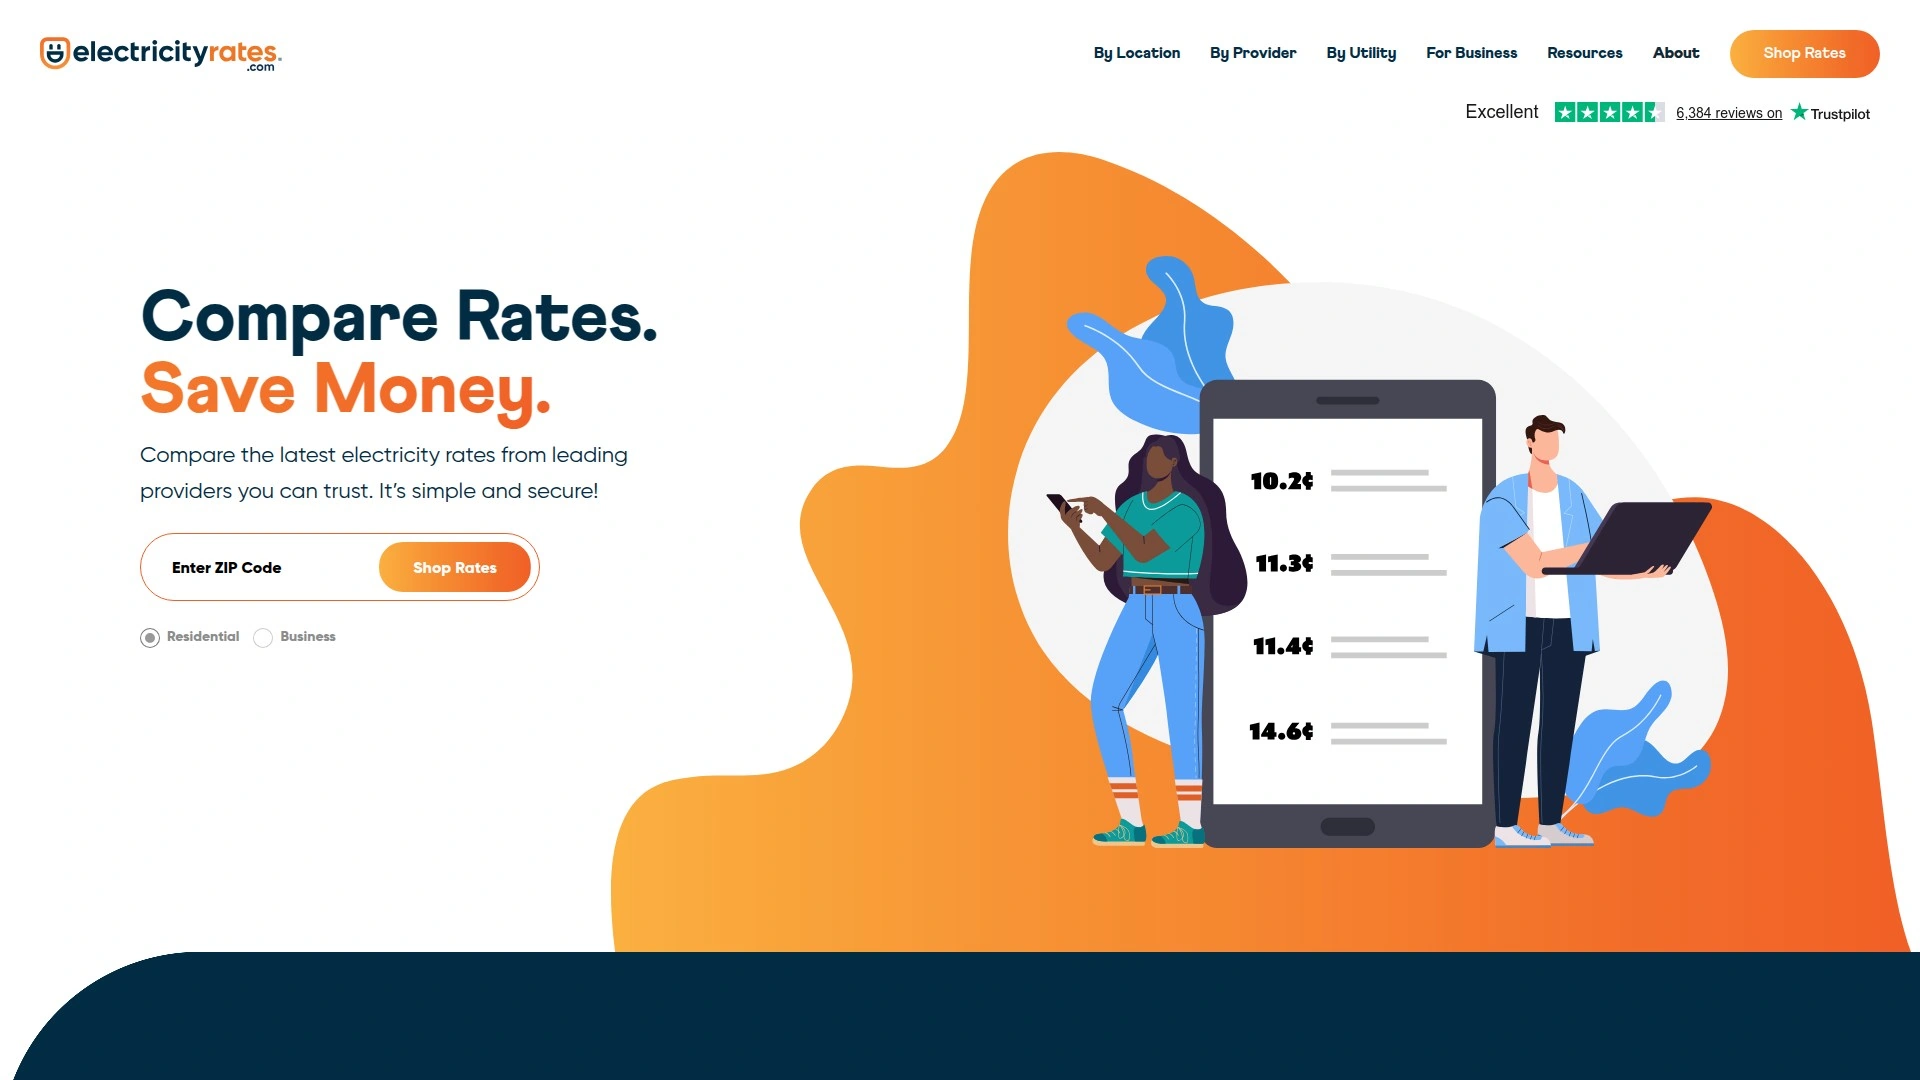 electricityrates.
.com
By Location By Provider By Utility For Business Resources About Shop Rates
Excellent 6,384 reviews on Trustpilot
Compare Rates.
Save Money.
Compare the latest electricity rates from leading
providers you can trust. It’s simple and secure!
Enter ZIP Code Shop Rates
Residential Business
10.2¢
11.3¢
11.4¢
14.6¢